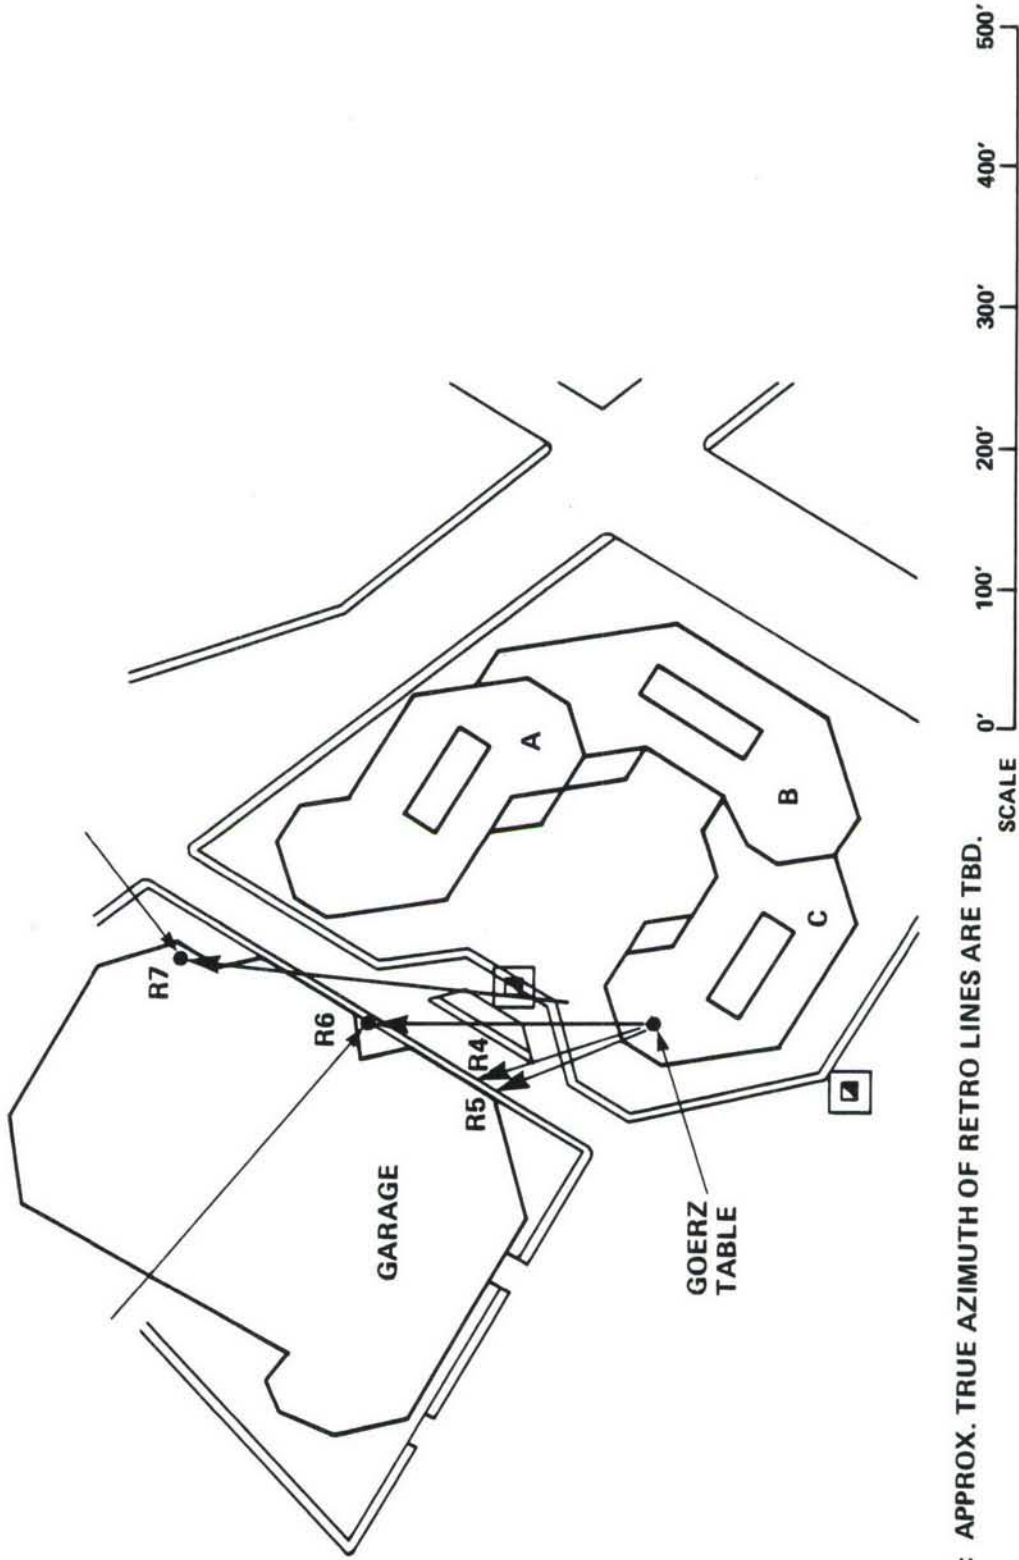 R7
R6
R4
R5
GARAGE
A
B
C
GOERZ
TABLE
: APPROX. TRUE AZIMUTH OF RETRO LINES ARE TBD.
SCALE
0' 100' 200' 300' 400' 500'